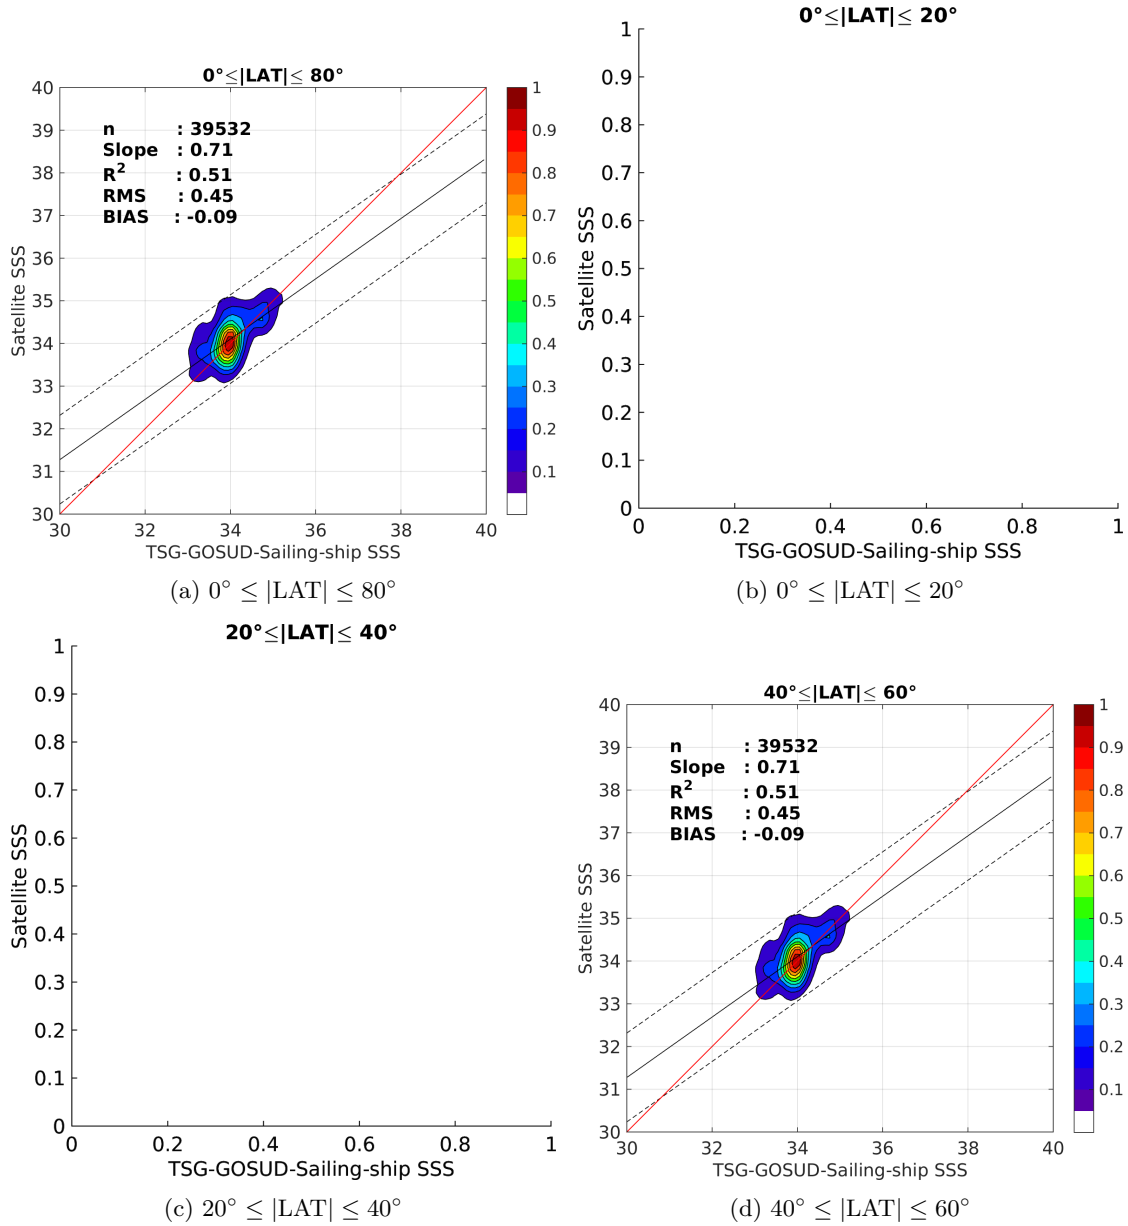 0°≤|LAT|≤ 80°
40
39
38
37
36
35
34
33
32
31
30
30 32 34 36 38 40
n : 39532
Slope : 0.71
R² : 0.51
RMS : 0.45
BIAS : -0.09
1
0.9
0.8
0.7
0.6
0.5
0.4
0.3
0.2
0.1
Satellite SSS
TSG-GOSUD-Sailing-ship SSS
(a) 0° ≤ |LAT| ≤ 80°
0°≤|LAT|≤ 20°
1
0.9
0.8
0.7
0.6
0.5
0.4
0.3
0.2
0.1
0
0 0.2 0.4 0.6 0.8 1
Satellite SSS
TSG-GOSUD-Sailing-ship SSS
(b) 0° ≤ |LAT| ≤ 20°
20°≤|LAT|≤ 40°
1
0.9
0.8
0.7
0.6
0.5
0.4
0.3
0.2
0.1
0
0 0.2 0.4 0.6 0.8 1
Satellite SSS
TSG-GOSUD-Sailing-ship SSS
(c) 20° ≤ |LAT| ≤ 40°
40°≤|LAT|≤ 60°
40
39
38
37
36
35
34
33
32
31
30
30 32 34 36 38 40
n : 39532
Slope : 0.71
R² : 0.51
RMS : 0.45
BIAS : -0.09
1
0.9
0.8
0.7
0.6
0.5
0.4
0.3
0.2
0.1
Satellite SSS
TSG-GOSUD-Sailing-ship SSS
(d) 40° ≤ |LAT| ≤ 60°